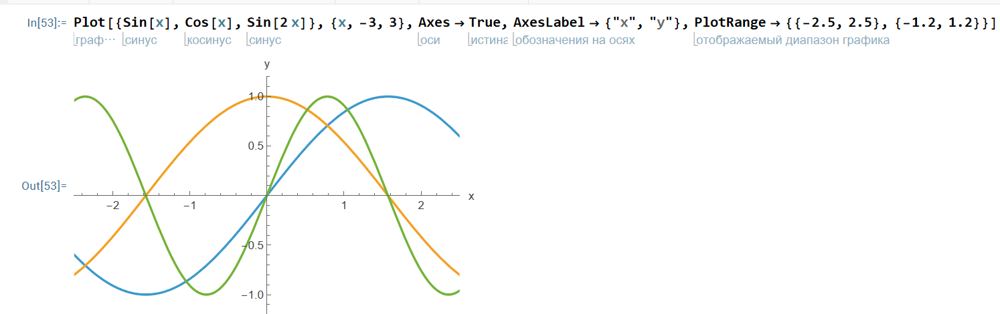 In[53]:= Plot[{Sin[x], Cos[x], Sin[2 x]}, {x, -3, 3}, Axes → True, AxesLabel → {"x", "y"}, PlotRange → {{-2.5, 2.5}, {-1.2, 1.2}}]
граф⋯ синус косинус синус оси истина обозначения на осях отображаемый диапазон графика
y
1.0
0.5
Out[53]=
x
-2 -1 1 2
-0.5
-1.0